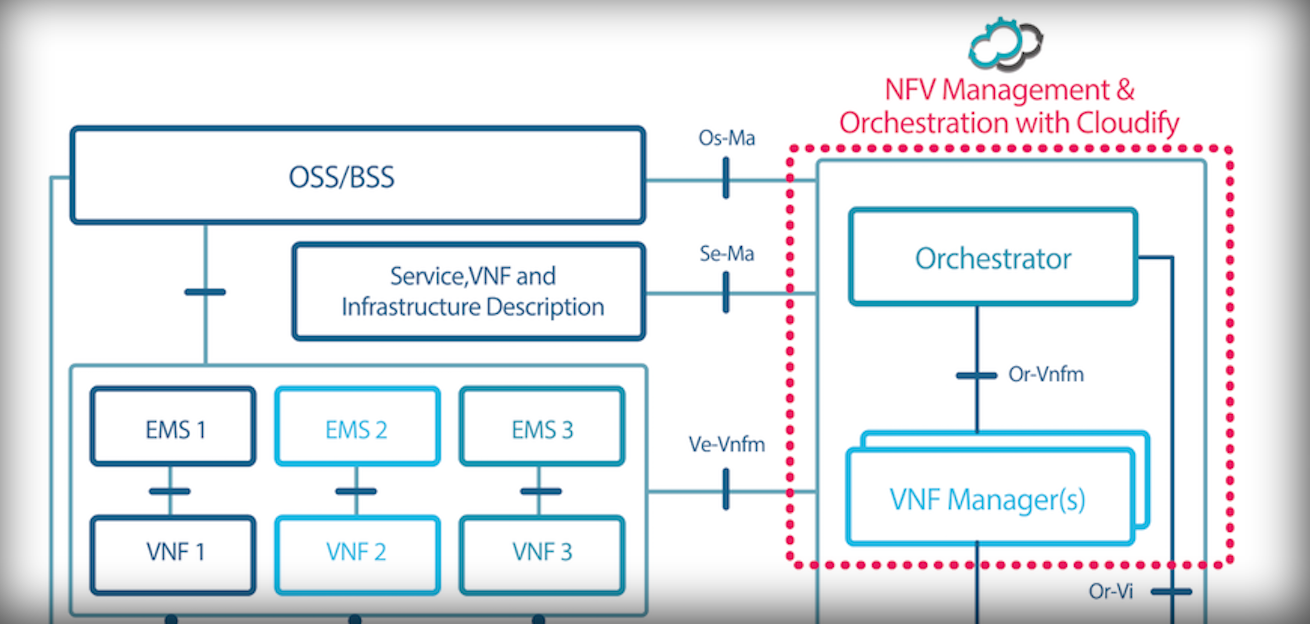 NFV Management &
Orchestration with Cloudify
Os-Ma
OSS/BSS
Se-Ma
Orchestrator
Service,VNF and
Infrastructure Description
Or-Vnfm
EMS 1
EMS 2
EMS 3
Ve-Vnfm
VNF Manager(s)
VNF 1
VNF 2
VNF 3
Or-Vi